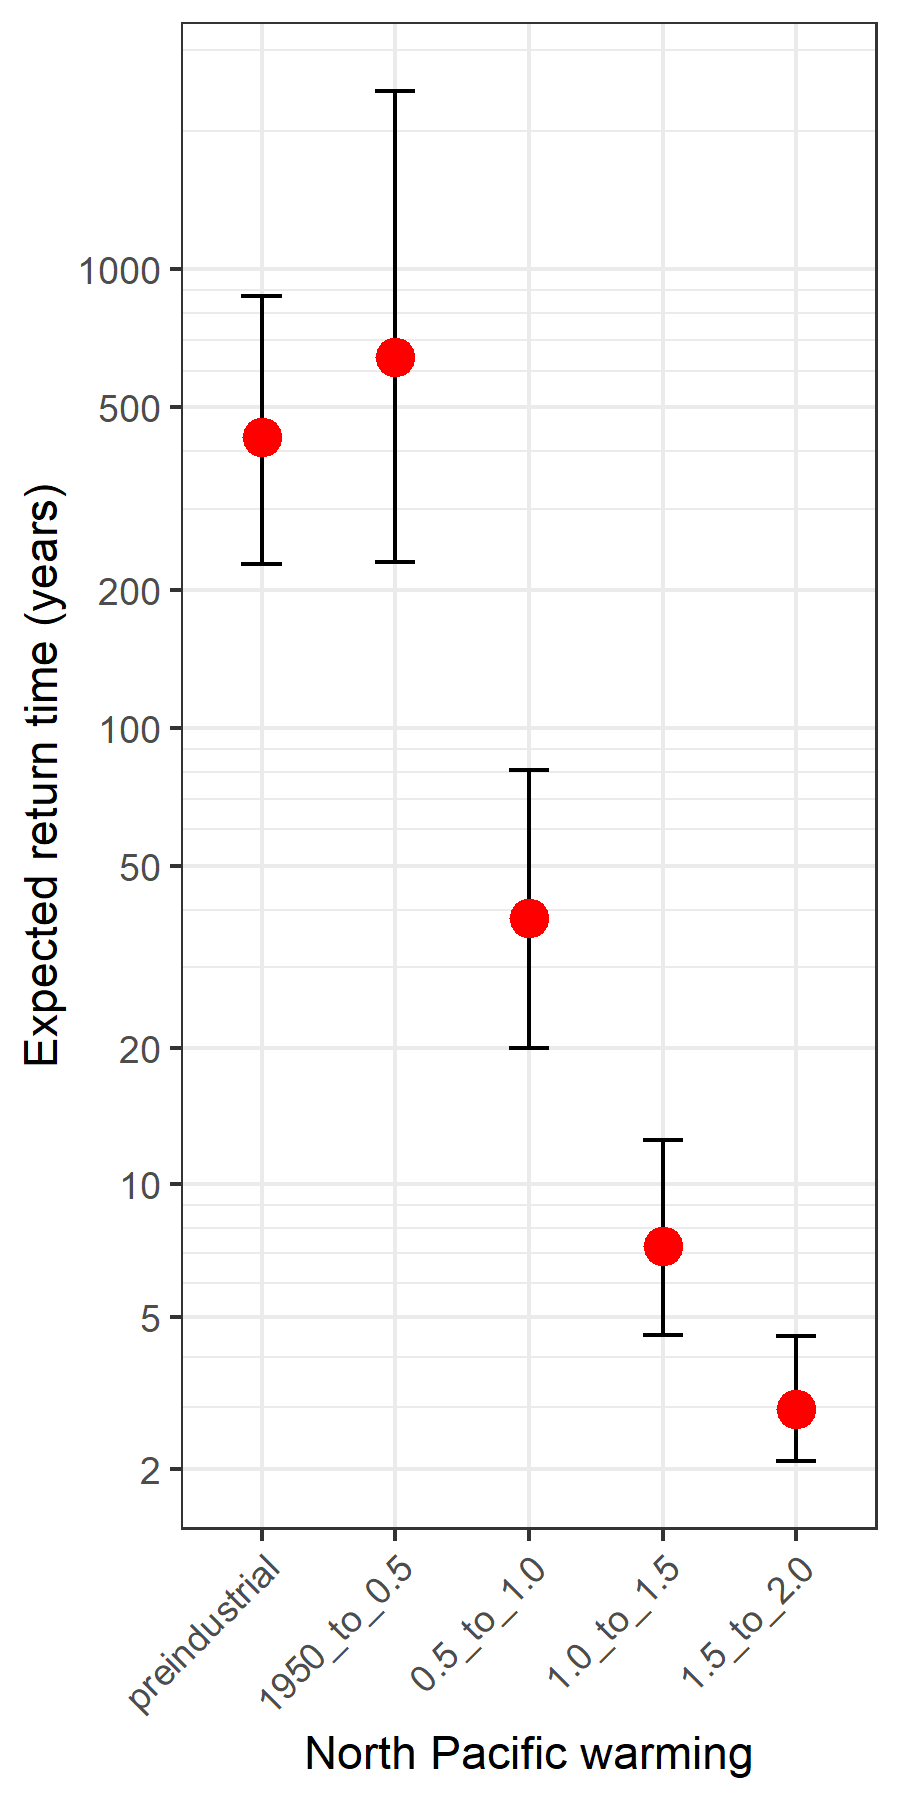 Expected return time (years)
1000
500
200
100
50
20
10
5
2
preindustrial
1950_to_0.5
0.5_to_1.0
1.0_to_1.5
1.5_to_2.0
North Pacific warming